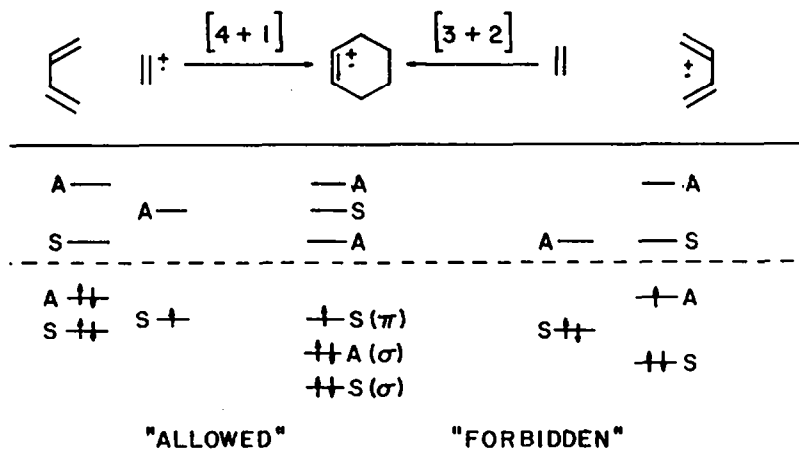 [4 + 1] [3 + 2]
A A A
A S
S A A S
A A
S S S (π) S
A (σ)
S (σ) S
"ALLOWED" "FORBIDDEN"